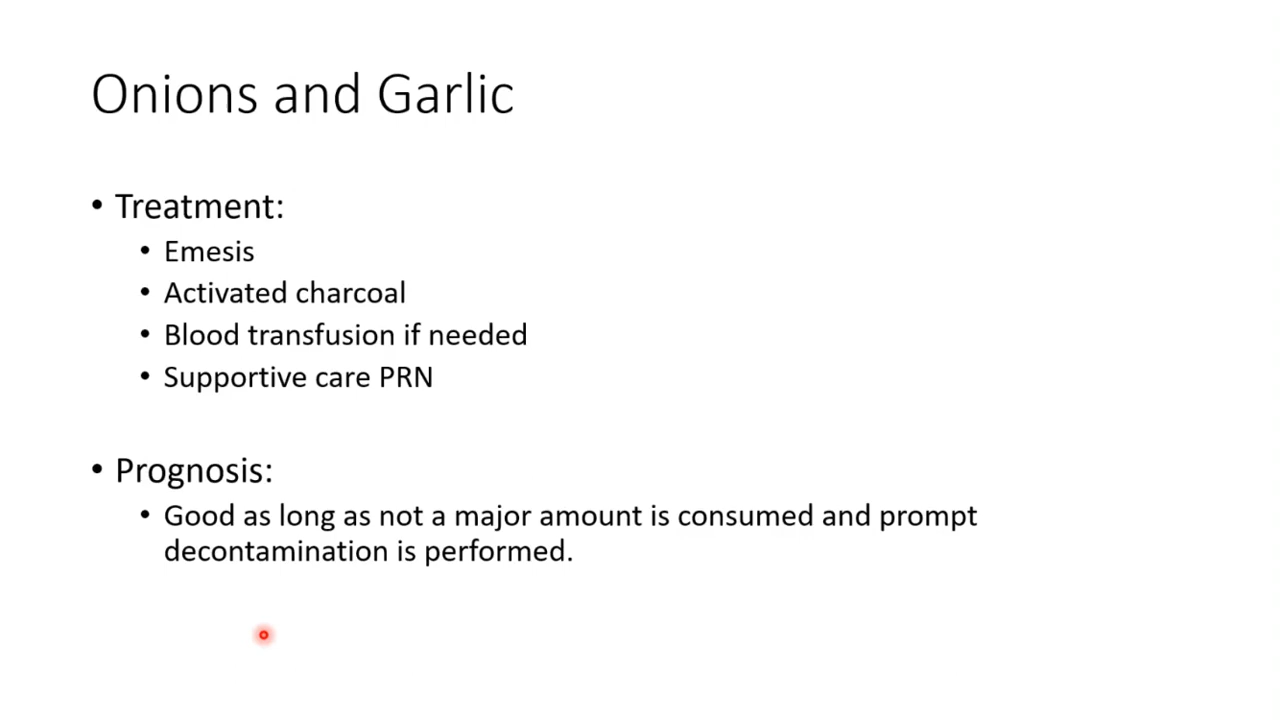 Onions and Garlic
• Treatment:
• Emesis
• Activated charcoal
• Blood transfusion if needed
• Supportive care PRN
• Prognosis:
• Good as long as not a major amount is consumed and prompt
decontamination is performed.